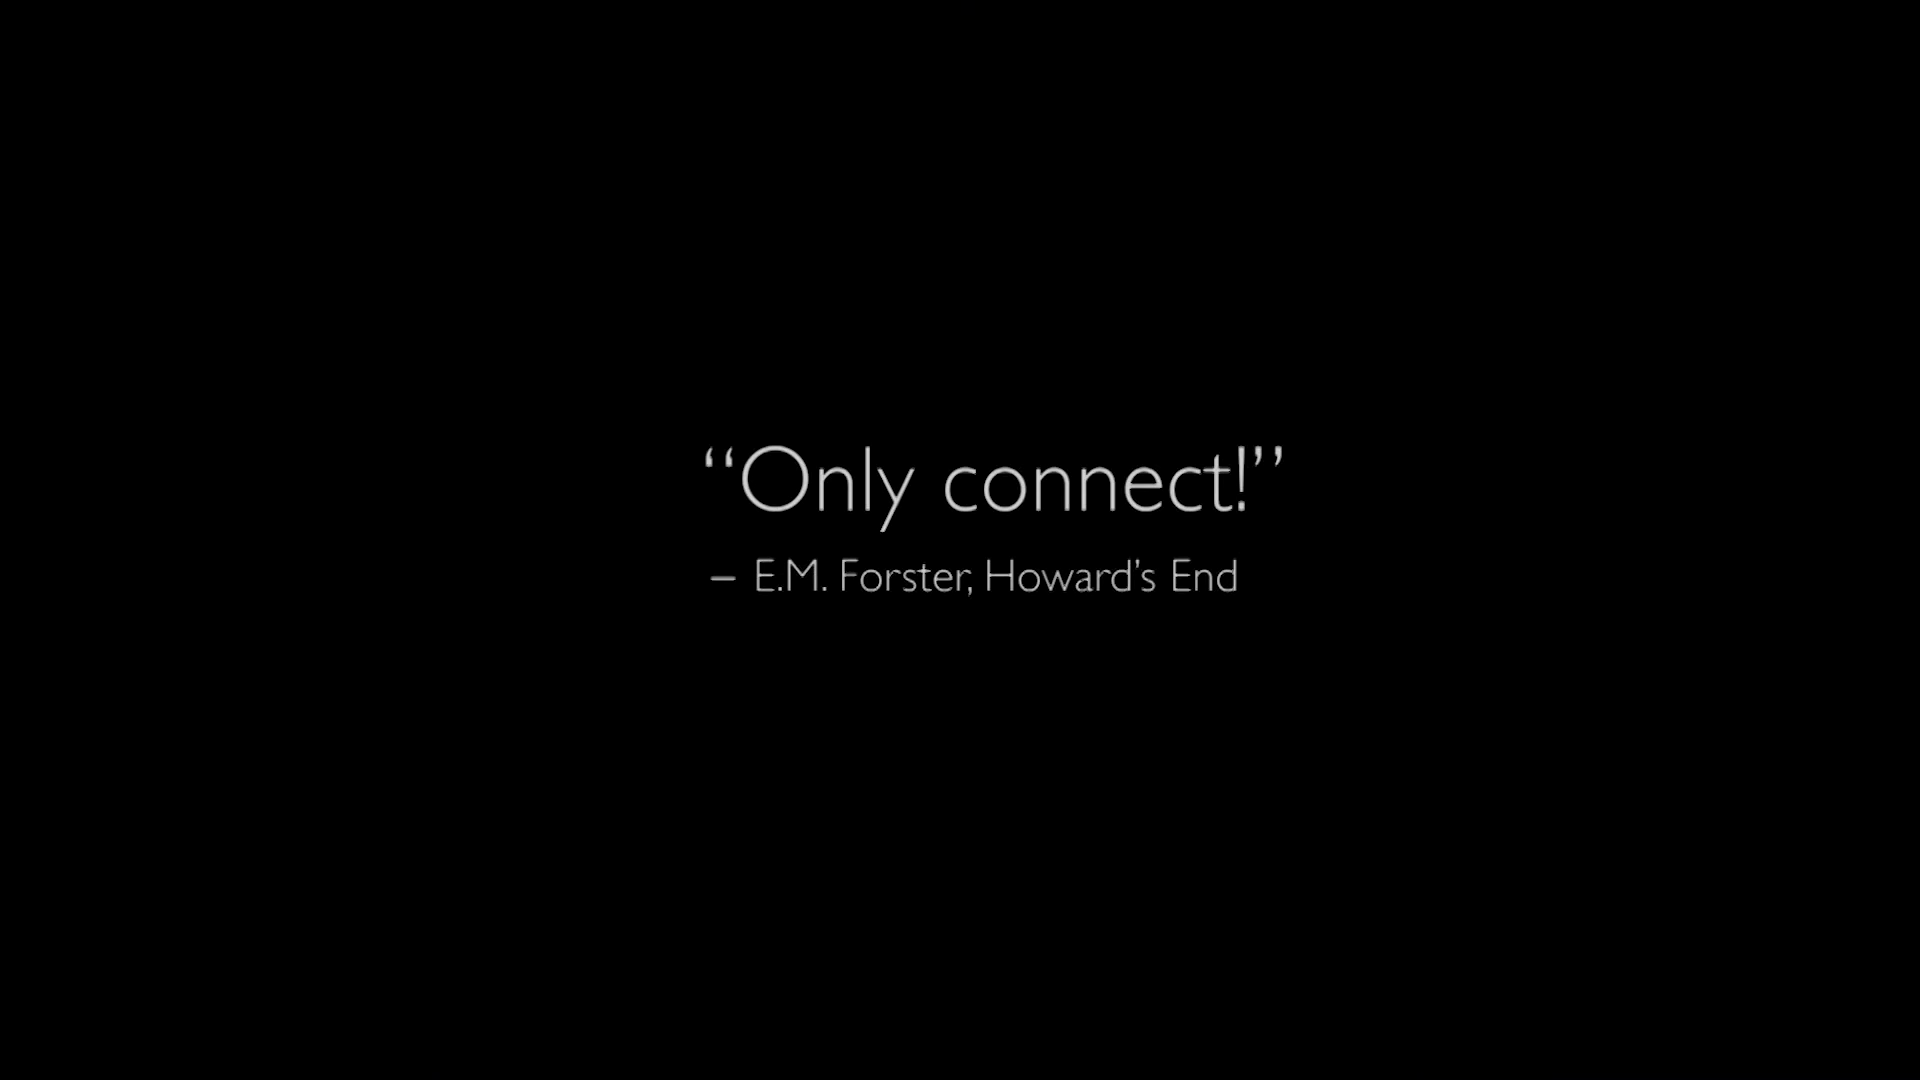 “Only connect!”
– E.M. Forster, Howard’s End